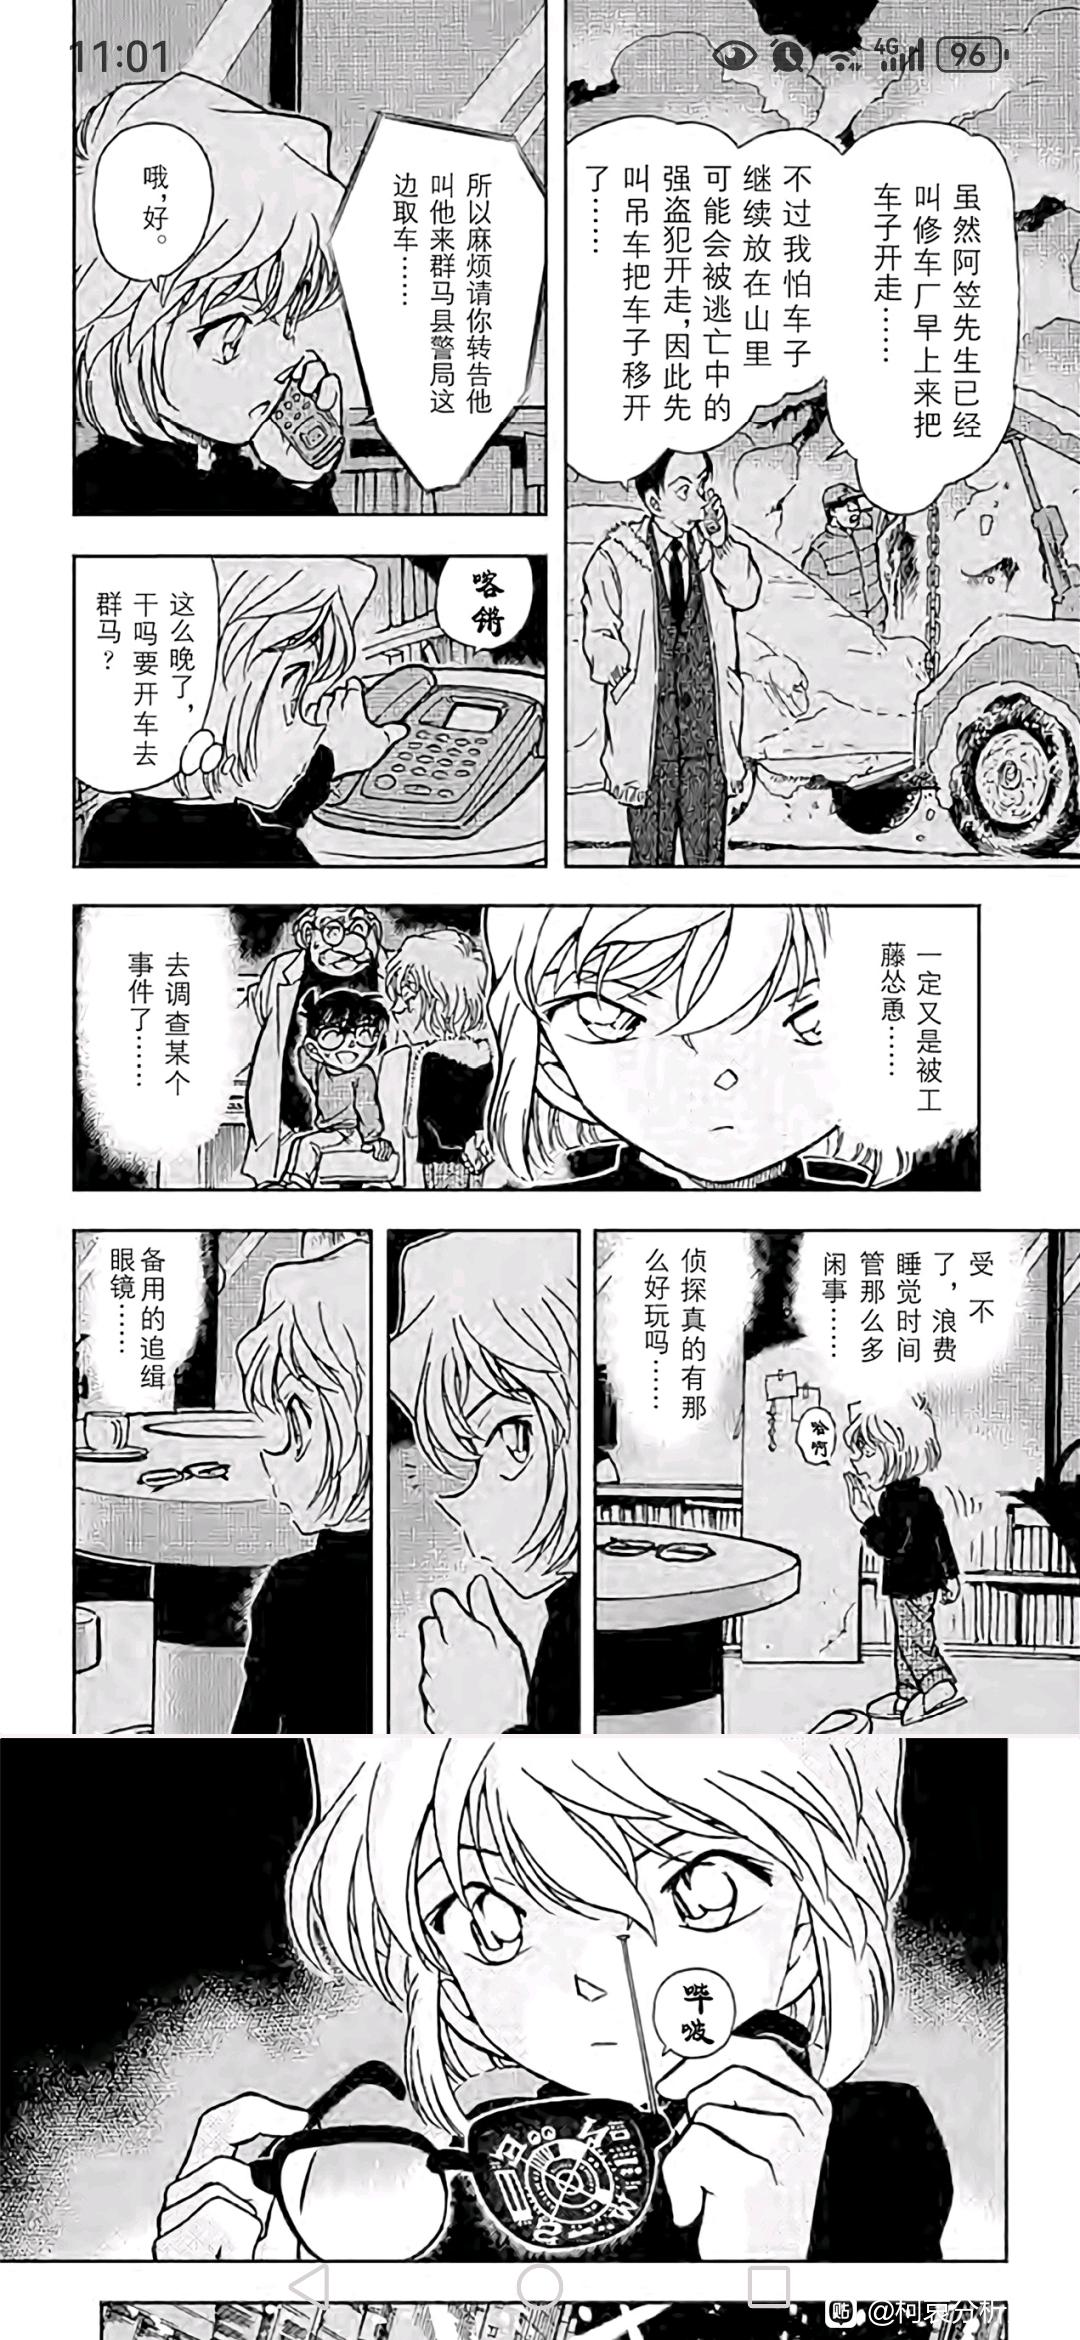 11:01
4G
96
虽然阿笠先生已经
叫修车厂早上来把
车子开走……
不过我怕车子
继续放在山里
可能会被逃亡中的
强盗犯开走,因此先
叫吊车把车子移开
了……
所以麻烦请你转告他
叫他来群马县警局这
边取车……
哦,好。
喀锵
这么晚了,
干吗要开车去
群马?
一定又是被工
藤怂恿……
去调查某个
事件了……
受不
了,浪费
睡觉时间
管那么多
闲事……
哈啊
侦探真的有那
么好玩吗……
备用的追缉
眼镜……
哔
啵
贴 @柯哀分析